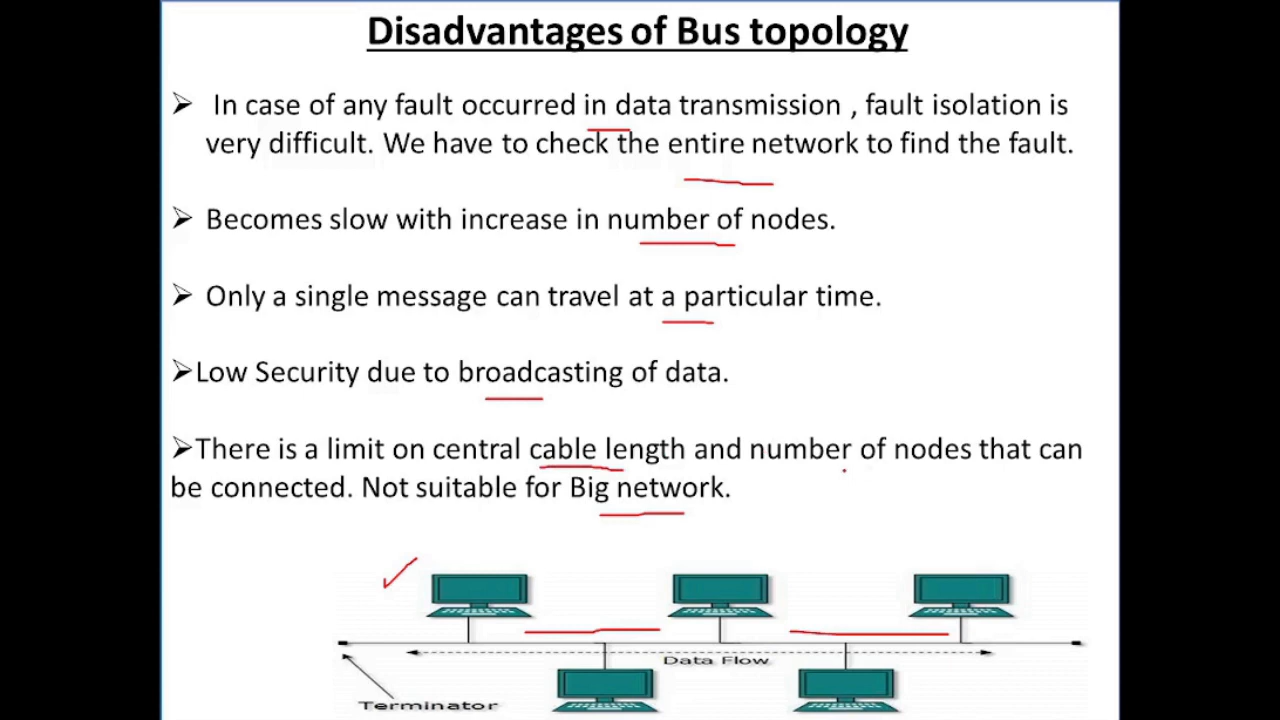 Disadvantages of Bus topology
➢ In case of any fault occurred in data transmission , fault isolation is
very difficult. We have to check the entire network to find the fault.
➢ Becomes slow with increase in number of nodes.
➢ Only a single message can travel at a particular time.
➢Low Security due to broadcasting of data.
➢There is a limit on central cable length and number of nodes that can
be connected. Not suitable for Big network.
Data Flow
Terminator